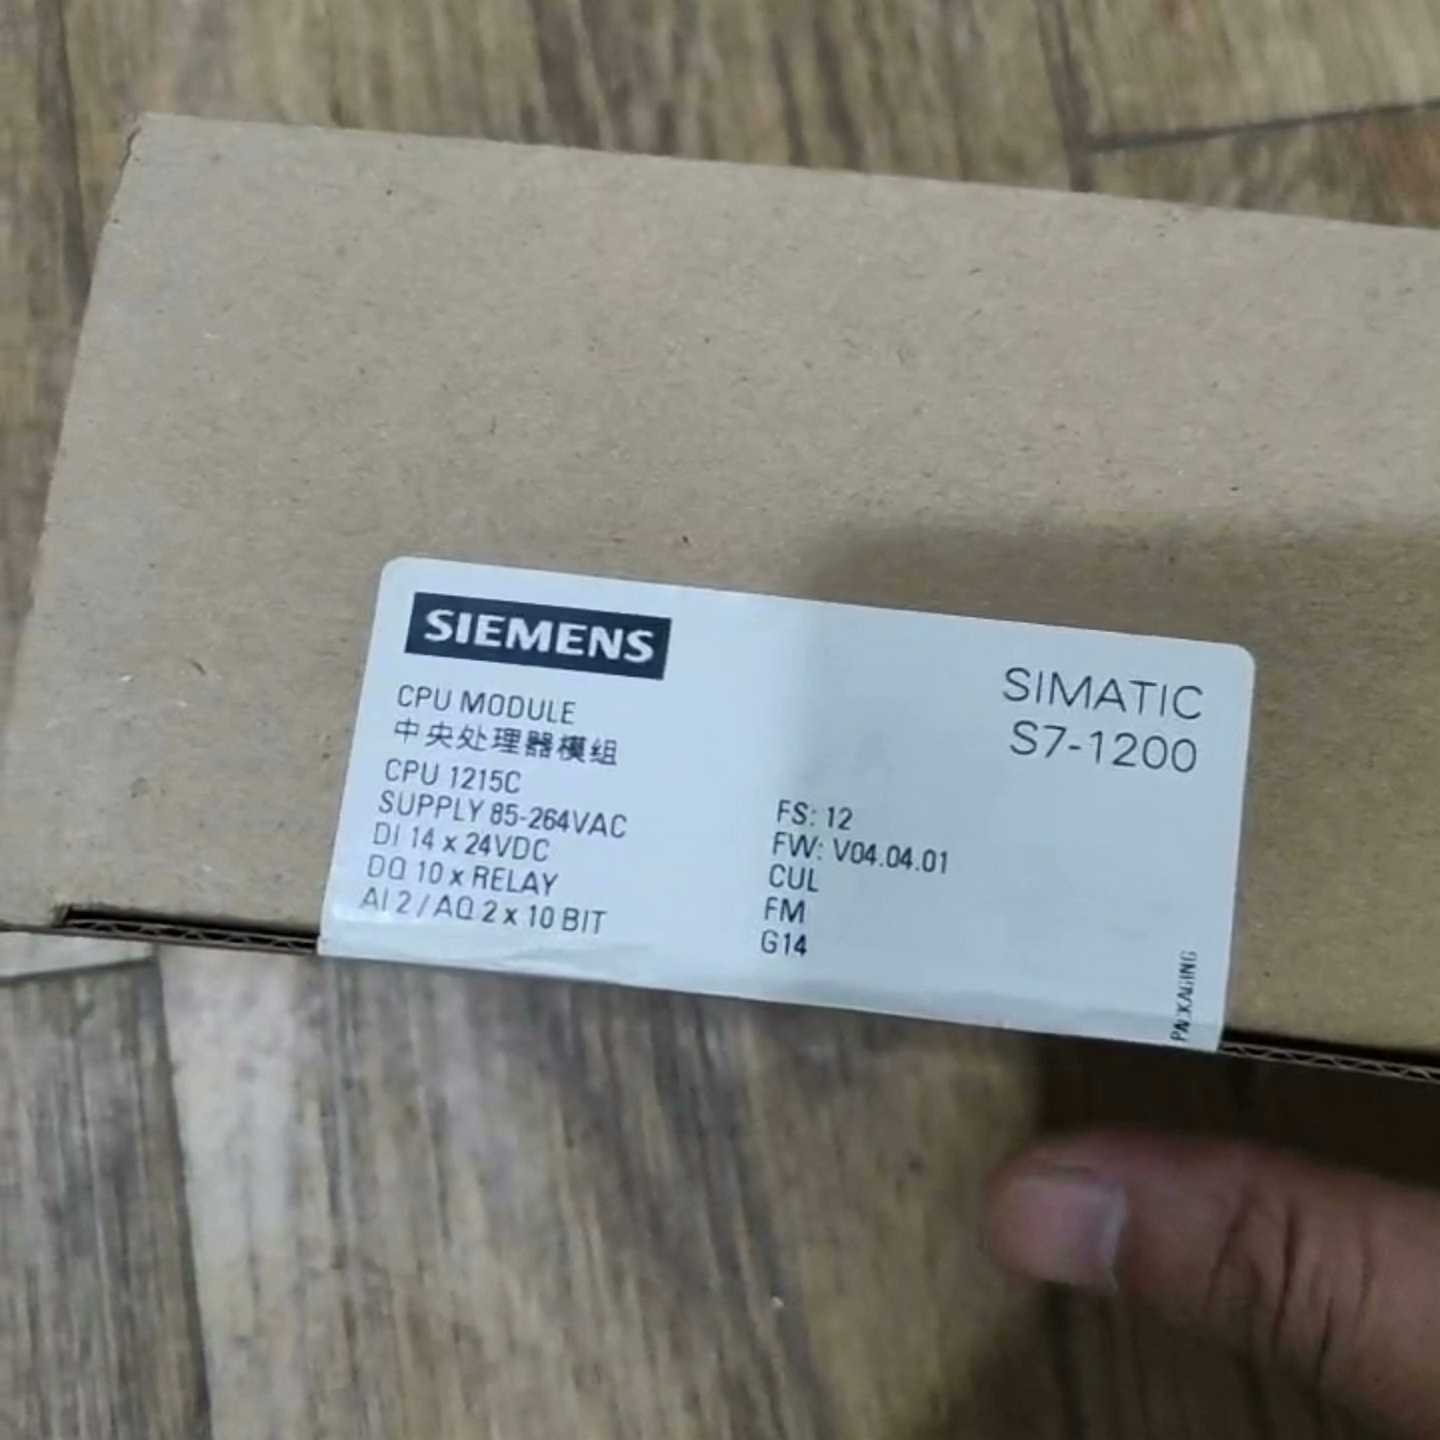 SIEMENS
SIMATIC
S7-1200
CPU MODULE
中央处理器模组
CPU 1215C
SUPPLY 85-264VAC
DI 14 x 24VDC
DQ 10 x RELAY
AI 2 / AQ 2 x 10 BIT
FS: 12
FW: V04.04.01
CUL
FM
G14
PACKAGING